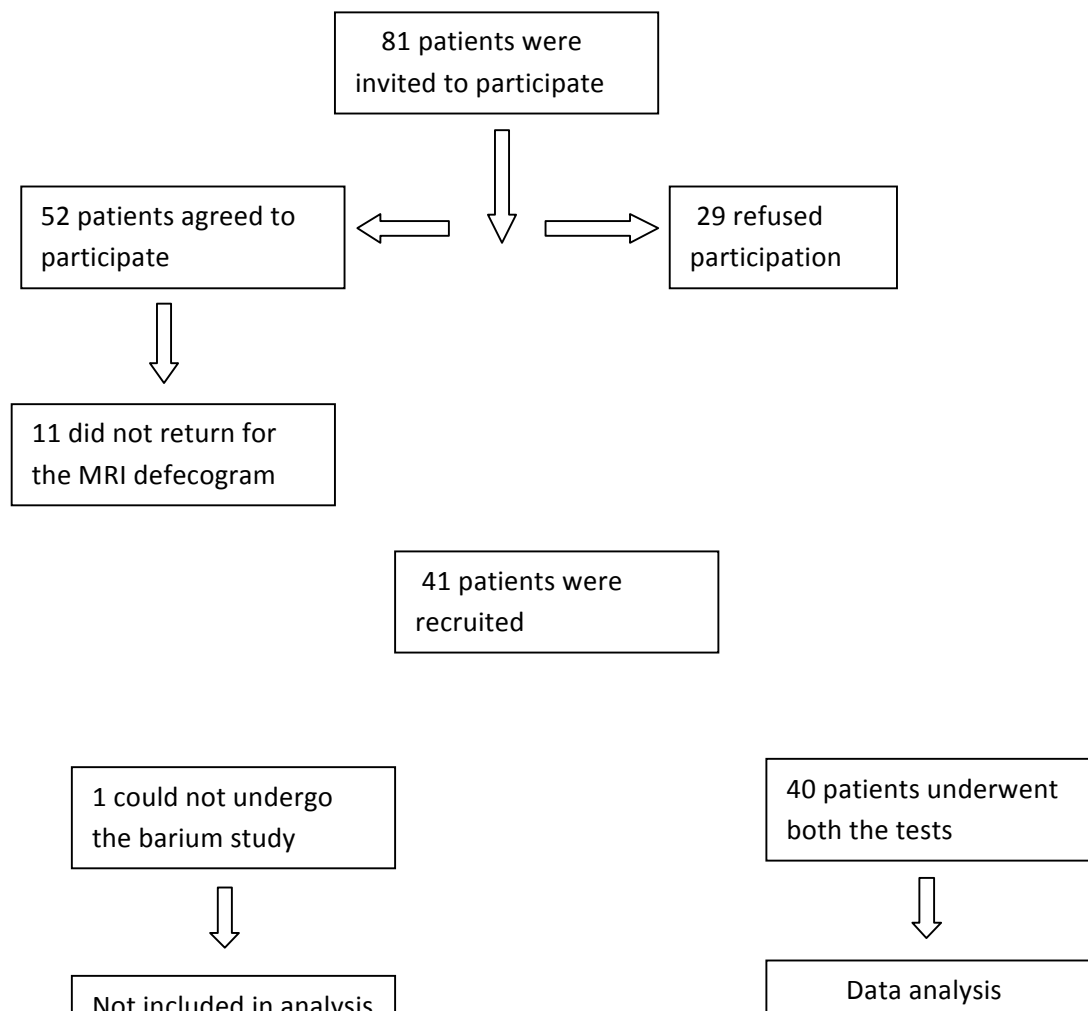 81 patients were
invited to participate
52 patients agreed to
participate
29 refused
participation
11 did not return for
the MRI defecogram
41 patients were
recruited
1 could not undergo
the barium study
40 patients underwent
both the tests
Not included in analysis
Data analysis